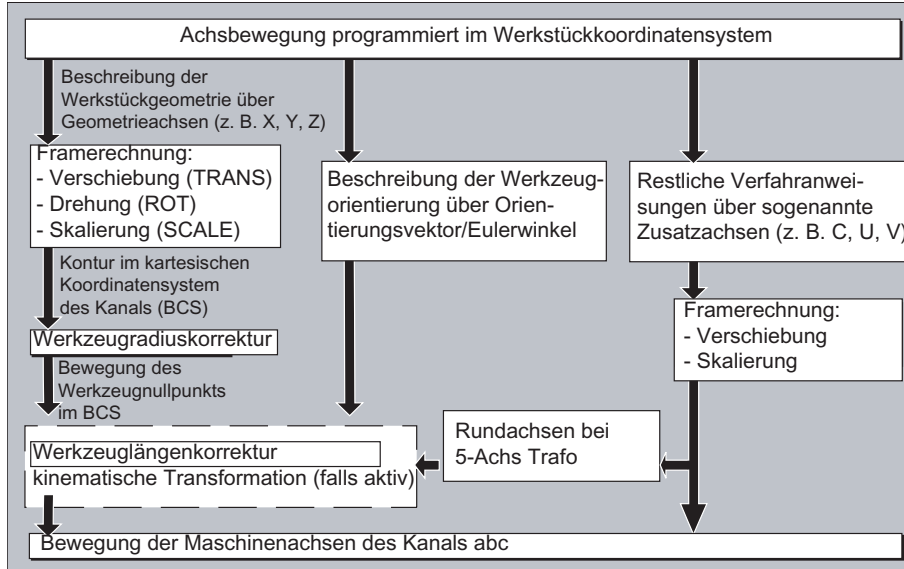 Achsbewegung programmiert im Werkstückkoordinatensystem
Beschreibung der
Werkstückgeometrie über
Geometrieachsen (z. B. X, Y, Z)
Framerechnung:
- Verschiebung (TRANS)
- Drehung (ROT)
- Skalierung (SCALE)
Beschreibung der Werkzeug-
orientierung über Orien-
tierungsvektor/Eulerwinkel
Restliche Verfahranwei-
sungen über sogenannte
Zusatzachsen (z. B. C, U, V)
Kontur im kartesischen
Koordinatensystem
des Kanals (BCS)
Framerechnung:
- Verschiebung
- Skalierung
Werkzeugradiuskorrektur
Bewegung des
Werkzeugnullpunkts
im BCS
Rundachsen bei
5-Achs Trafo
Werkzeuglängenkorrektur
kinematische Transformation (falls aktiv)
Bewegung der Maschinenachsen des Kanals abc